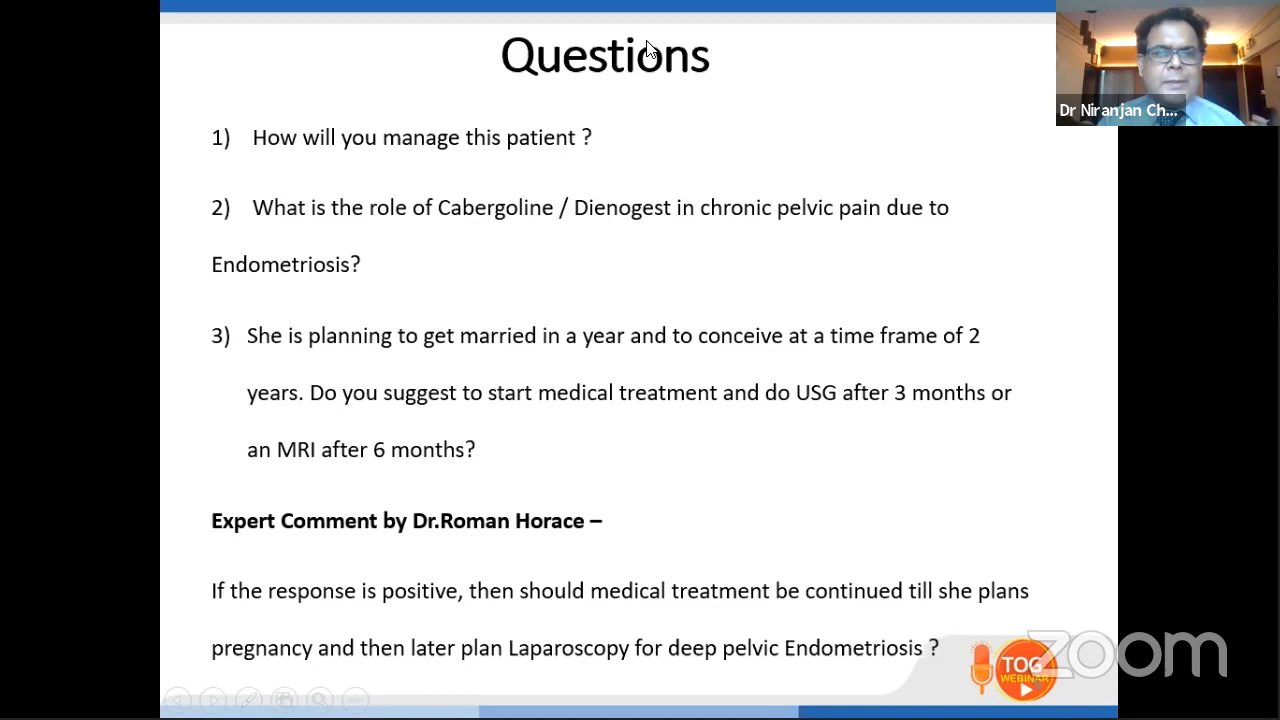 Questions
Dr Niranjan Ch...
1) How will you manage this patient ?
2) What is the role of Cabergoline / Dienogest in chronic pelvic pain due to
Endometriosis?
3) She is planning to get married in a year and to conceive at a time frame of 2
years. Do you suggest to start medical treatment and do USG after 3 months or
an MRI after 6 months?
Expert Comment by Dr.Roman Horace –
If the response is positive, then should medical treatment be continued till she plans
pregnancy and then later plan Laparoscopy for deep pelvic Endometriosis ?
TOG
WEBINAR
zoom